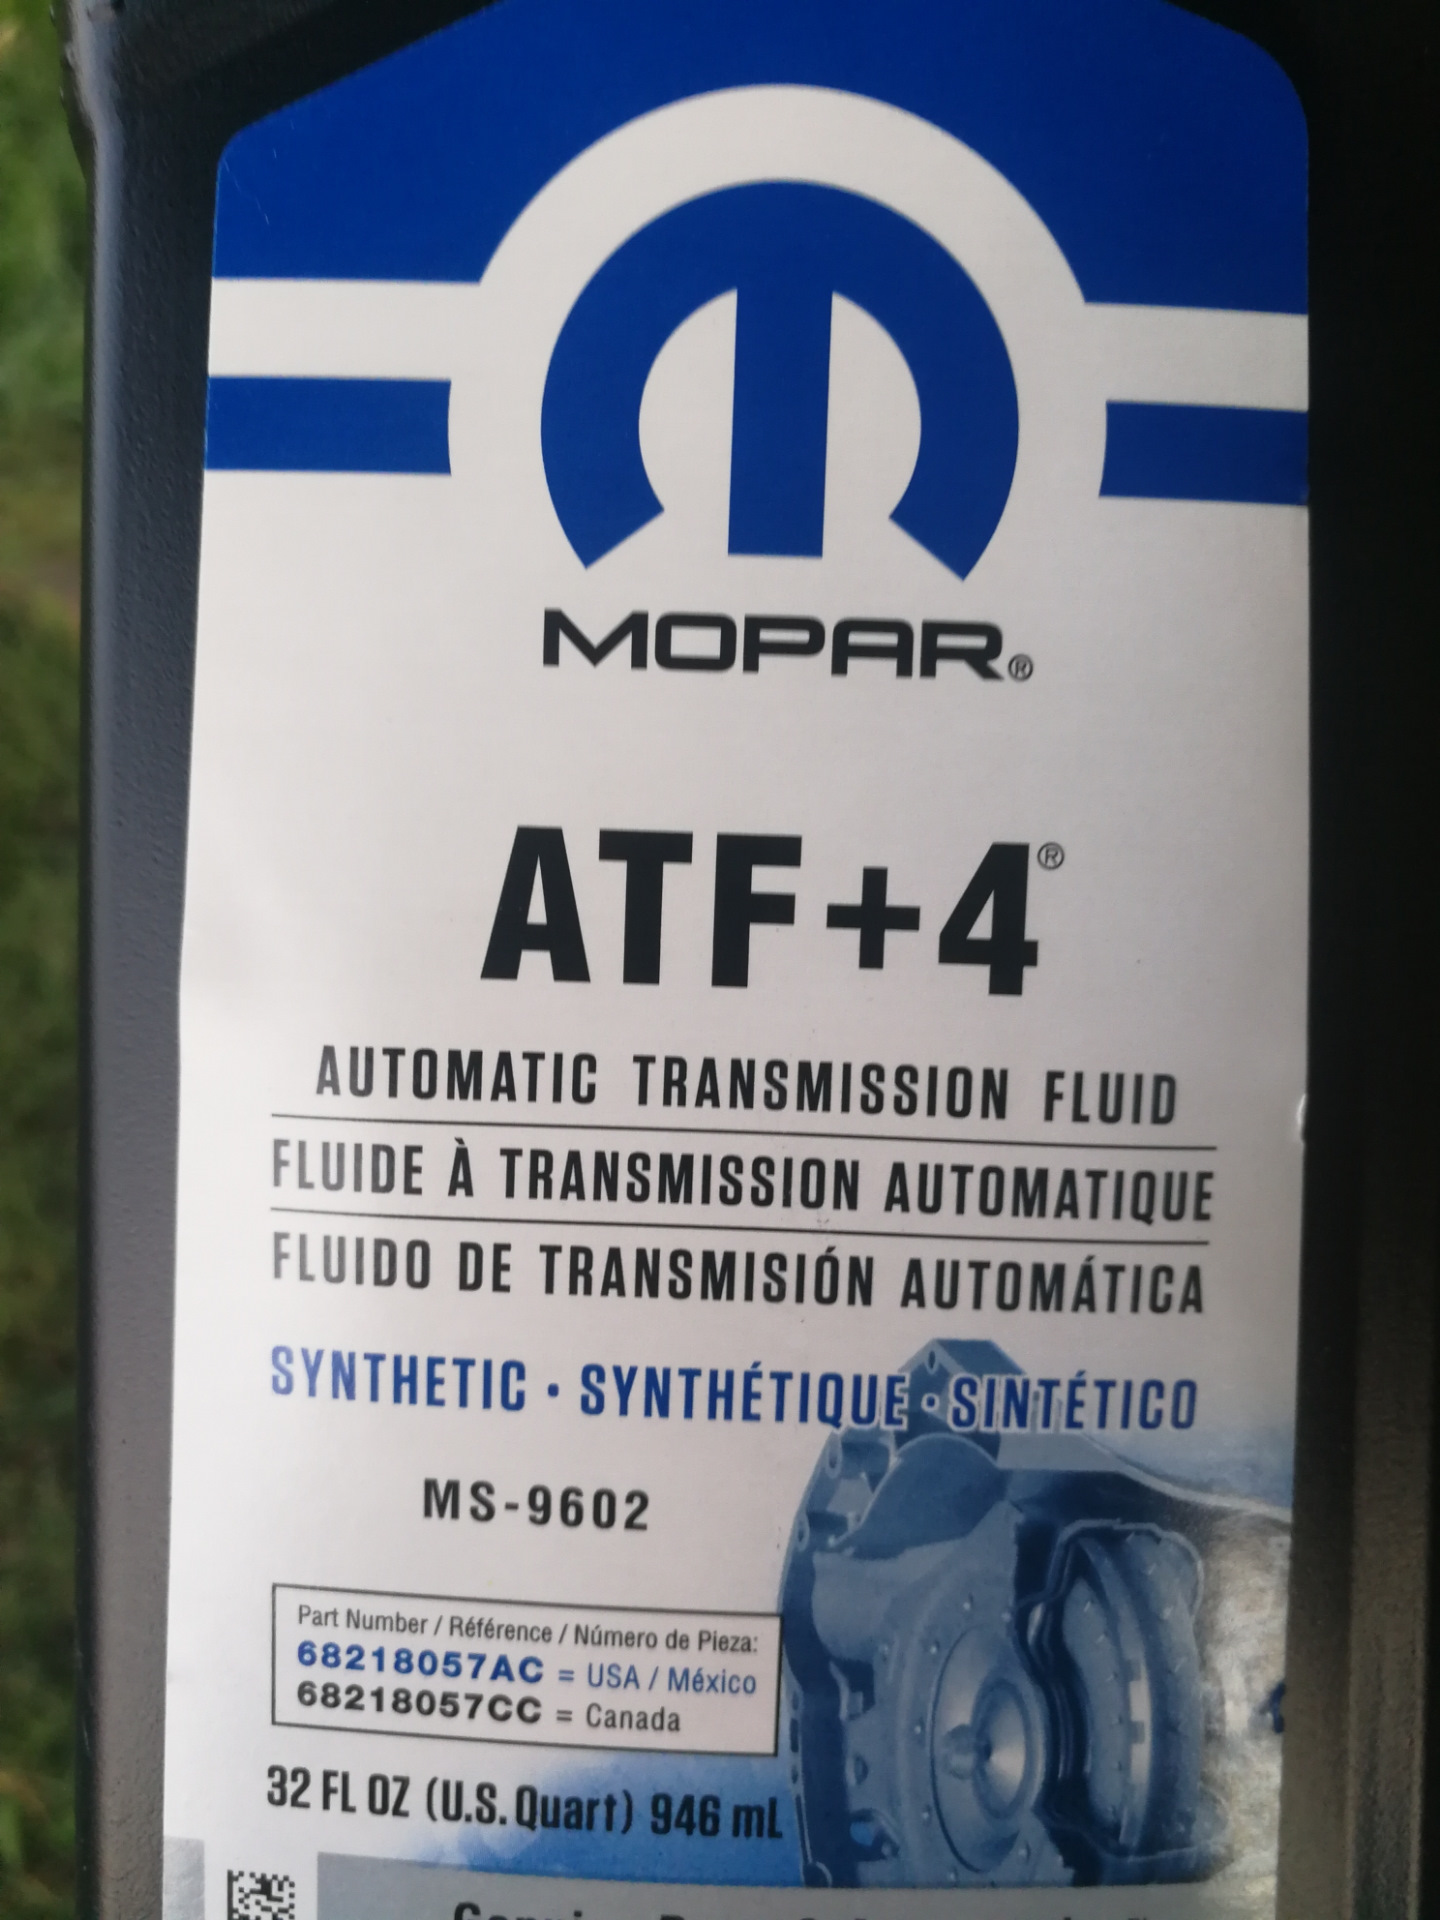 MOPAR®
ATF+4®
AUTOMATIC TRANSMISSION FLUID
FLUIDE À TRANSMISSION AUTOMATIQUE
FLUIDO DE TRANSMISIÓN AUTOMÁTICA
SYNTHETIC · SYNTHÉTIQUE · SINTÉTICO
MS-9602
Part Number / Référence / Número de Pieza:
68218057AC = USA / México
68218057CC = Canada
32 FL OZ (U.S. Quart) 946 mL